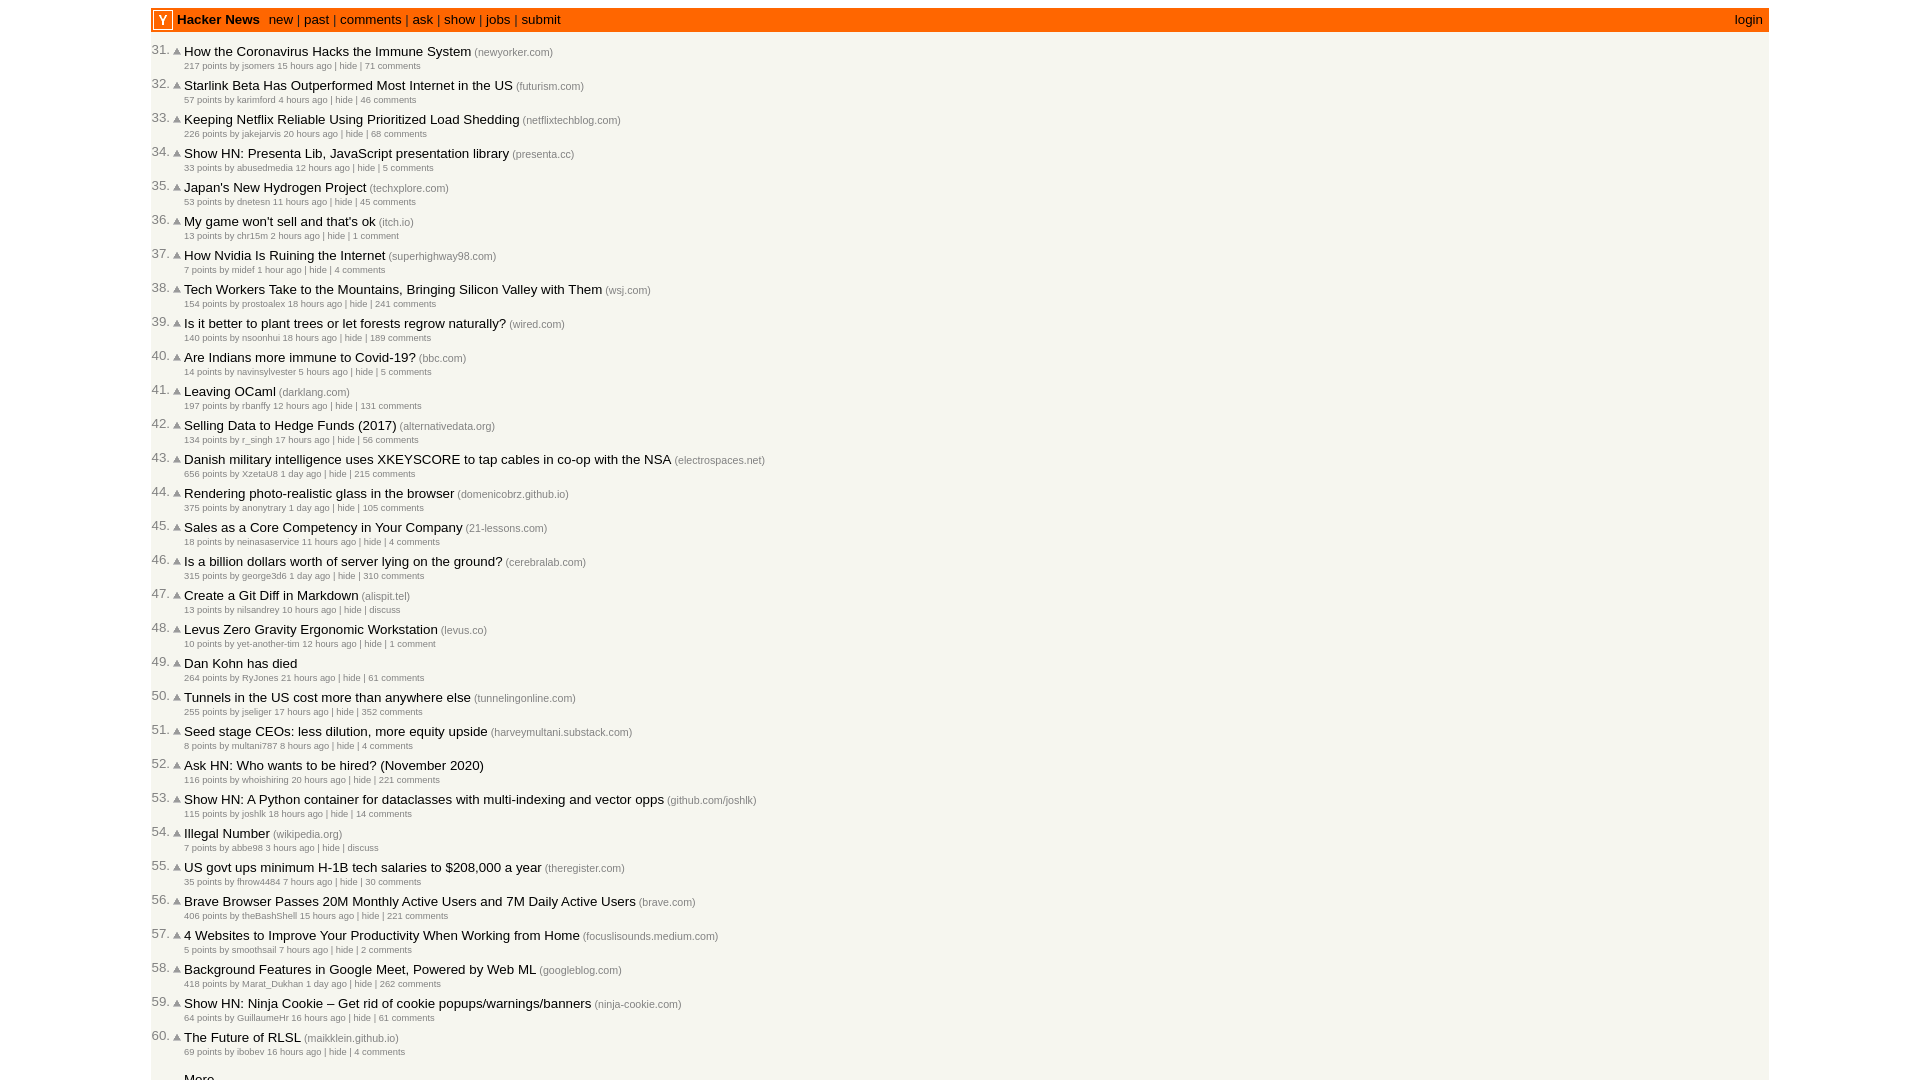 Y Hacker News new | past | comments | ask | show | jobs | submit login
31. How the Coronavirus Hacks the Immune System (newyorker.com)
217 points by jsomers 15 hours ago | hide | 71 comments
32. Starlink Beta Has Outperformed Most Internet in the US (futurism.com)
57 points by karimford 4 hours ago | hide | 46 comments
33. Keeping Netflix Reliable Using Prioritized Load Shedding (netflixtechblog.com)
226 points by jakejarvis 20 hours ago | hide | 68 comments
34. Show HN: Presenta Lib, JavaScript presentation library (presenta.cc)
33 points by abusedmedia 12 hours ago | hide | 5 comments
35. Japan's New Hydrogen Project (techxplore.com)
53 points by dnetesn 11 hours ago | hide | 45 comments
36. My game won't sell and that's ok (itch.io)
13 points by chr15m 2 hours ago | hide | 1 comment
37. How Nvidia Is Ruining the Internet (superhighway98.com)
7 points by midef 1 hour ago | hide | 4 comments
38. Tech Workers Take to the Mountains, Bringing Silicon Valley with Them (wsj.com)
154 points by prostoalex 18 hours ago | hide | 241 comments
39. Is it better to plant trees or let forests regrow naturally? (wired.com)
140 points by nsoonhui 18 hours ago | hide | 189 comments
40. Are Indians more immune to Covid-19? (bbc.com)
14 points by navinsylvester 5 hours ago | hide | 5 comments
41. Leaving OCaml (darklang.com)
197 points by rbanffy 12 hours ago | hide | 131 comments
42. Selling Data to Hedge Funds (2017) (alternativedata.org)
134 points by r_singh 17 hours ago | hide | 56 comments
43. Danish military intelligence uses XKEYSCORE to tap cables in co-op with the NSA (electrospaces.net)
656 points by XzetaU8 1 day ago | hide | 215 comments
44. Rendering photo-realistic glass in the browser (domenicobrz.github.io)
375 points by anonytrary 1 day ago | hide | 105 comments
45. Sales as a Core Competency in Your Company (21-lessons.com)
18 points by neinasaservice 11 hours ago | hide | 4 comments
46. Is a billion dollars worth of server lying on the ground? (cerebralab.com)
315 points by george3d6 1 day ago | hide | 310 comments
47. Create a Git Diff in Markdown (alispit.tel)
13 points by nilsandrey 10 hours ago | hide | discuss
48. Levus Zero Gravity Ergonomic Workstation (levus.co)
10 points by yet-another-tim 12 hours ago | hide | 1 comment
49. Dan Kohn has died
264 points by RyJones 21 hours ago | hide | 61 comments
50. Tunnels in the US cost more than anywhere else (tunnelingonline.com)
255 points by jseliger 17 hours ago | hide | 352 comments
51. Seed stage CEOs: less dilution, more equity upside (harveymultani.substack.com)
8 points by multani787 8 hours ago | hide | 4 comments
52. Ask HN: Who wants to be hired? (November 2020)
116 points by whoishiring 20 hours ago | hide | 221 comments
53. Show HN: A Python container for dataclasses with multi-indexing and vector opps (github.com/joshlk)
115 points by joshlk 18 hours ago | hide | 14 comments
54. Illegal Number (wikipedia.org)
7 points by abbe98 3 hours ago | hide | discuss
55. US govt ups minimum H-1B tech salaries to $208,000 a year (theregister.com)
35 points by fhrow4484 7 hours ago | hide | 30 comments
56. Brave Browser Passes 20M Monthly Active Users and 7M Daily Active Users (brave.com)
406 points by theBashShell 15 hours ago | hide | 221 comments
57. 4 Websites to Improve Your Productivity When Working from Home (focuslisounds.medium.com)
5 points by smoothsail 7 hours ago | hide | 2 comments
58. Background Features in Google Meet, Powered by Web ML (googleblog.com)
418 points by Marat_Dukhan 1 day ago | hide | 262 comments
59. Show HN: Ninja Cookie – Get rid of cookie popups/warnings/banners (ninja-cookie.com)
64 points by GuillaumeHr 16 hours ago | hide | 61 comments
60. The Future of RLSL (maikklein.github.io)
69 points by ibobev 16 hours ago | hide | 4 comments
More